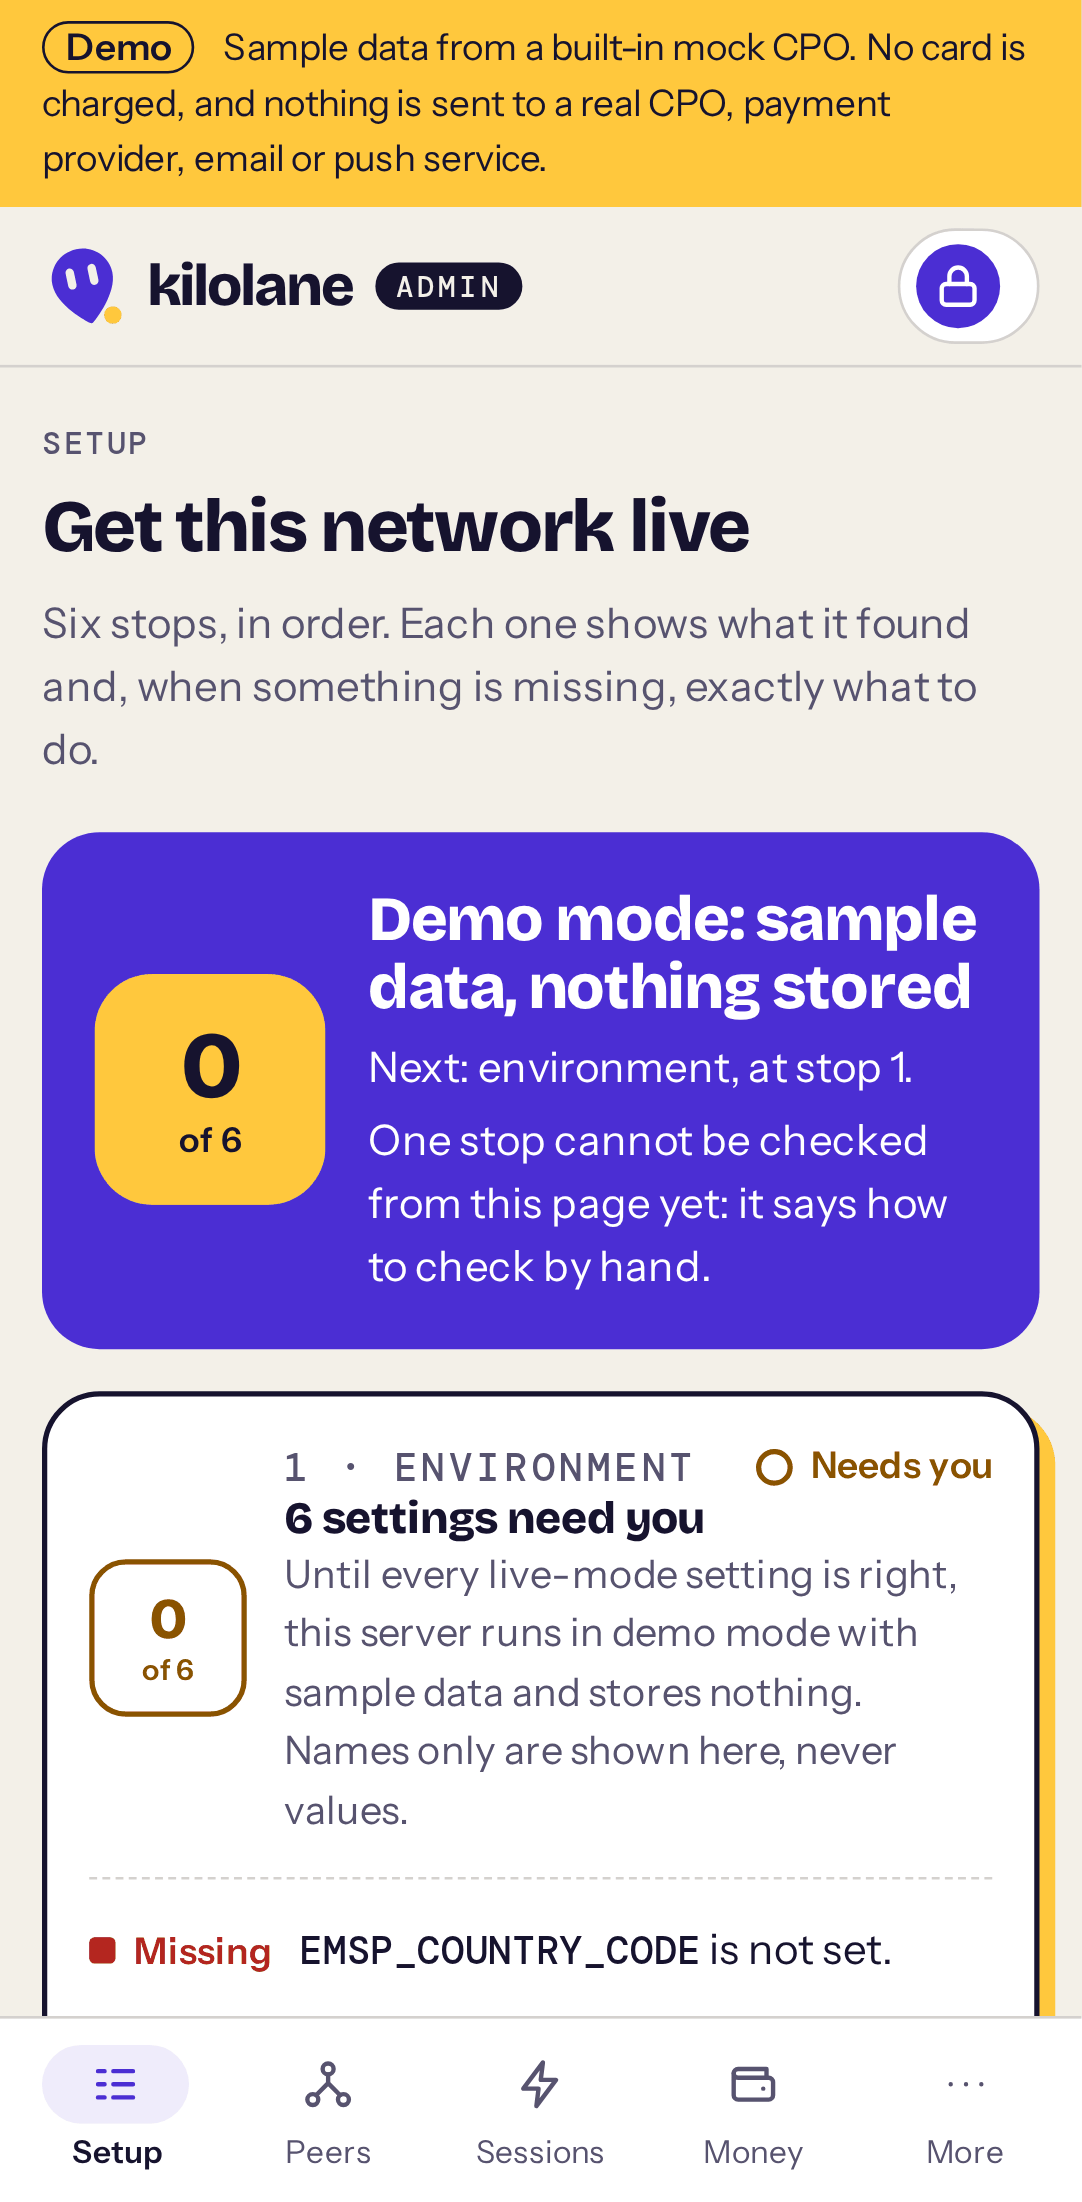 Demo Sample data from a built-in mock CPO. No card is
charged, and nothing is sent to a real CPO, payment
provider, email or push service.
kilolane ADMIN
SETUP
Get this network live
Six stops, in order. Each one shows what it found
and, when something is missing, exactly what to
do.
Demo mode: sample
data, nothing stored
0
of 6
Next: environment, at stop 1.
One stop cannot be checked
from this page yet: it says how
to check by hand.
1 · ENVIRONMENT Needs you
6 settings need you
0
of 6
Until every live-mode setting is right,
this server runs in demo mode with
sample data and stores nothing.
Names only are shown here, never
values.
Missing EMSP_COUNTRY_CODE is not set.
Setup Peers Sessions Money More